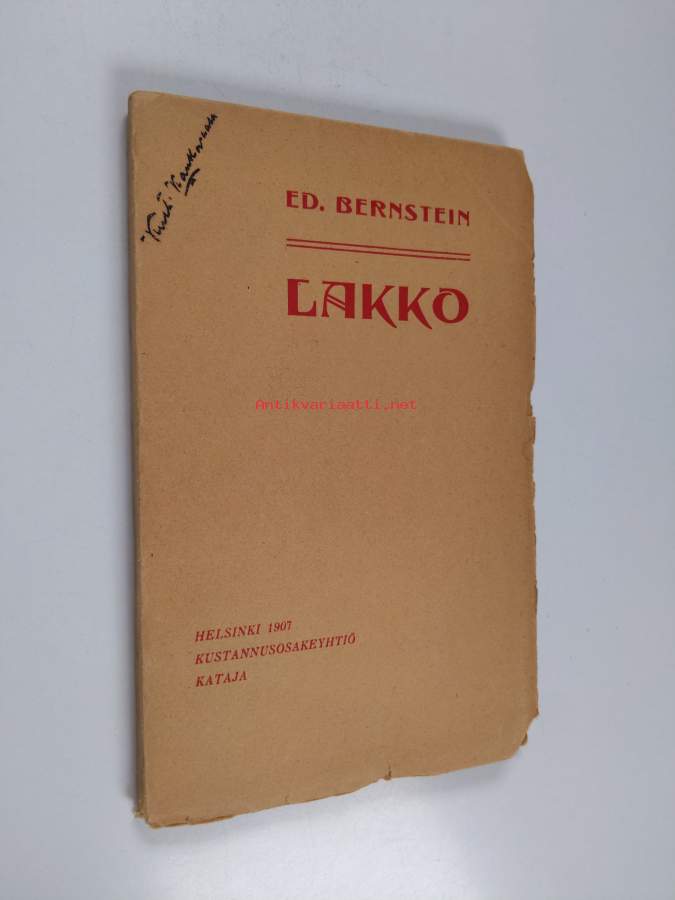 ED. BERNSTEIN
LAKKO
Antikvariaatti.net
HELSINKI 1907
KUSTANNUSOSAKEYHTIÖ
KATAJA